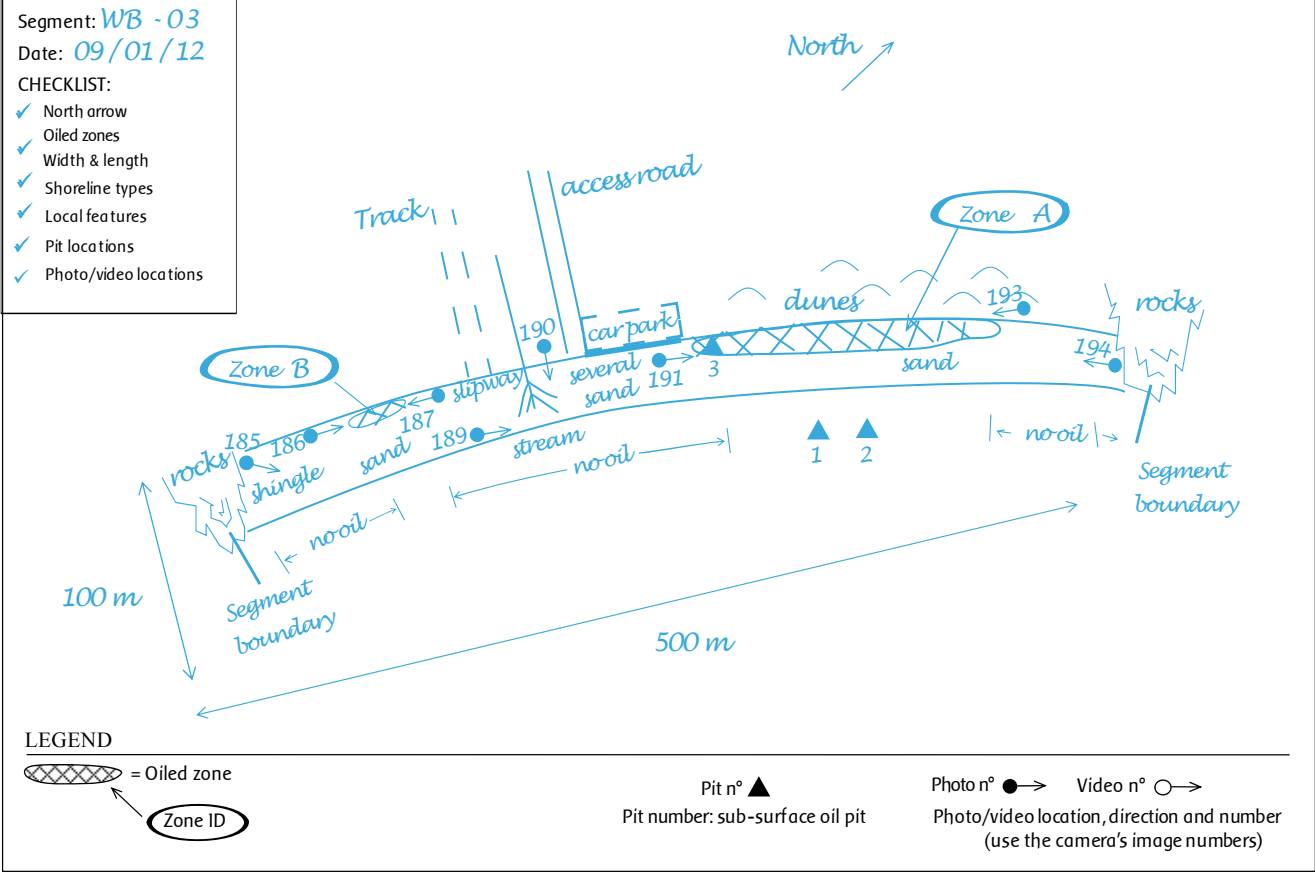 Segment: WB - 03
Date: 09/01/12
CHECKLIST:
North arrow
Oiled zones
Width & length
Shoreline types
Local features
Pit locations
Photo/video locations
North
access road
Track
Zone A
dunes
193
rocks
190
car park
194
Zone B
several
sand
191
3
sand
slipway
187
185
186
189
sand
stream
rocks
shingle
no oil
1
2
no oil
Segment
boundary
no oil
100 m
Segment
boundary
500 m
LEGEND
= Oiled zone
Zone ID
Pit n°
Pit number: sub-surface oil pit
Photo n°
Video n°
Photo/video location, direction and number
(use the camera's image numbers)